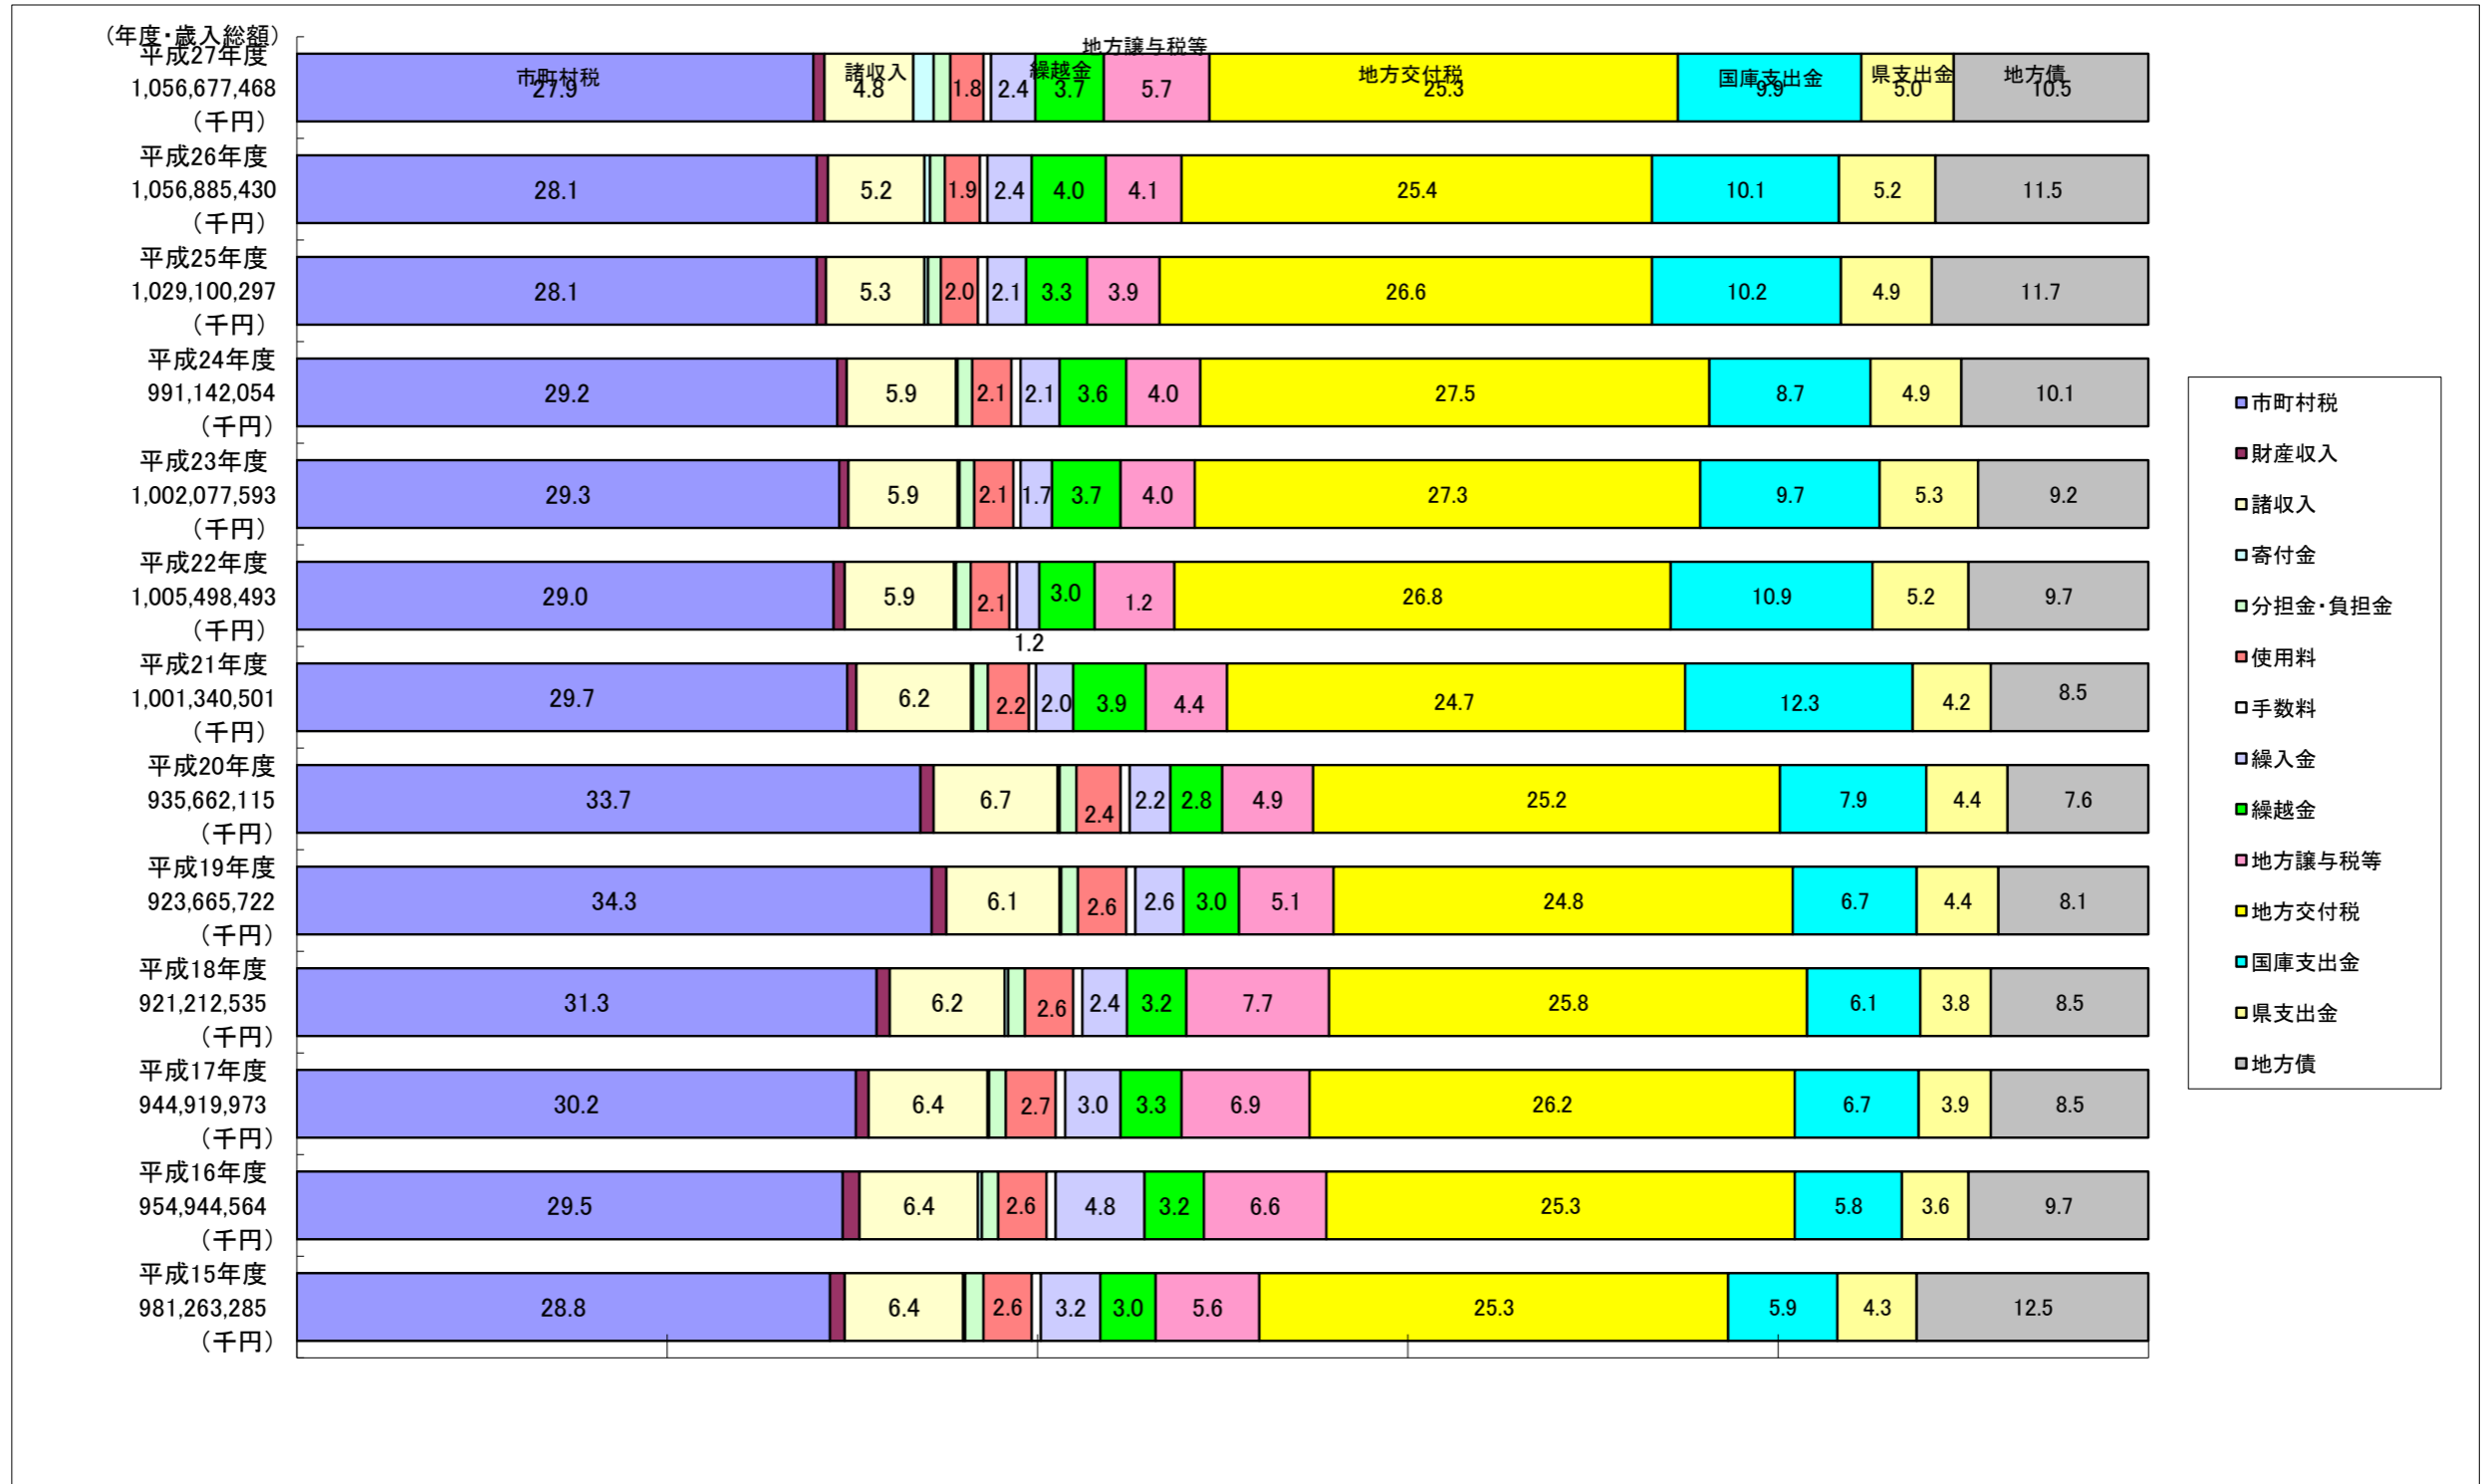 (年度・歳入総額)
平成27年度
1,056,677,468
(千円)
市町村税
諸収入
繰越金
地方譲与税等
地方交付税
国庫支出金
県支出金
地方債
27.9 4.8 1.8 2.4 3.7 5.7 25.3 9.9 5.0 10.5
平成26年度
1,056,885,430
(千円)
28.1 5.2 1.9 2.4 4.0 4.1 25.4 10.1 5.2 11.5
平成25年度
1,029,100,297
(千円)
28.1 5.3 2.0 2.1 3.3 3.9 26.6 10.2 4.9 11.7
平成24年度
991,142,054
(千円)
29.2 5.9 2.1 2.1 3.6 4.0 27.5 8.7 4.9 10.1
平成23年度
1,002,077,593
(千円)
29.3 5.9 2.1 1.7 3.7 4.0 27.3 9.7 5.3 9.2
平成22年度
1,005,498,493
(千円)
29.0 5.9 2.1 1.2 3.0 1.2 26.8 10.9 5.2 9.7
平成21年度
1,001,340,501
(千円)
29.7 6.2 2.2 2.0 3.9 4.4 24.7 12.3 4.2 8.5
平成20年度
935,662,115
(千円)
33.7 6.7 2.4 2.2 2.8 4.9 25.2 7.9 4.4 7.6
平成19年度
923,665,722
(千円)
34.3 6.1 2.6 2.6 3.0 5.1 24.8 6.7 4.4 8.1
平成18年度
921,212,535
(千円)
31.3 6.2 2.6 2.4 3.2 7.7 25.8 6.1 3.8 8.5
平成17年度
944,919,973
(千円)
30.2 6.4 2.7 3.0 3.3 6.9 26.2 6.7 3.9 8.5
平成16年度
954,944,564
(千円)
29.5 6.4 2.6 4.8 3.2 6.6 25.3 5.8 3.6 9.7
平成15年度
981,263,285
(千円)
28.8 6.4 2.6 3.2 3.0 5.6 25.3 5.9 4.3 12.5
市町村税
財産収入
諸収入
寄付金
分担金・負担金
使用料
手数料
繰入金
繰越金
地方譲与税等
地方交付税
国庫支出金
県支出金
地方債